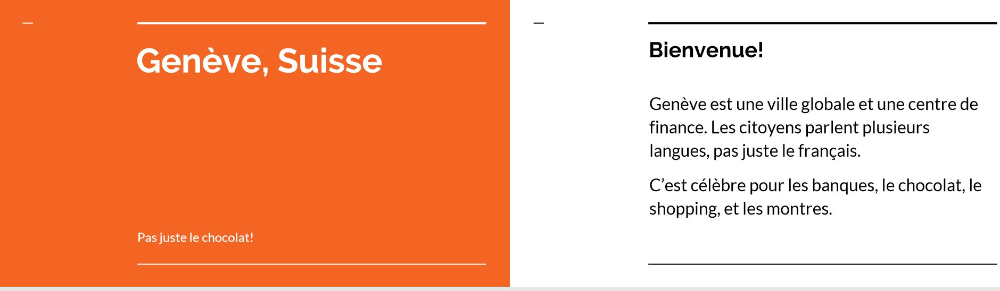 Genève, Suisse
Pas juste le chocolat!
Bienvenue!
Genève est une ville globale et une centre de
finance. Les citoyens parlent plusieurs
langues, pas juste le français.
C’est célèbre pour les banques, le chocolat, le
shopping, et les montres.